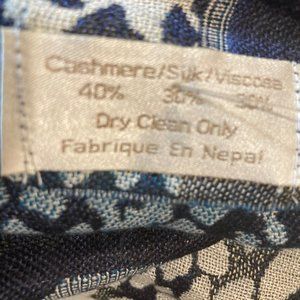 Cashmere/Silk/Viscose
40% 30% 30%
Dry Clean Only
Fabrique En Nepal